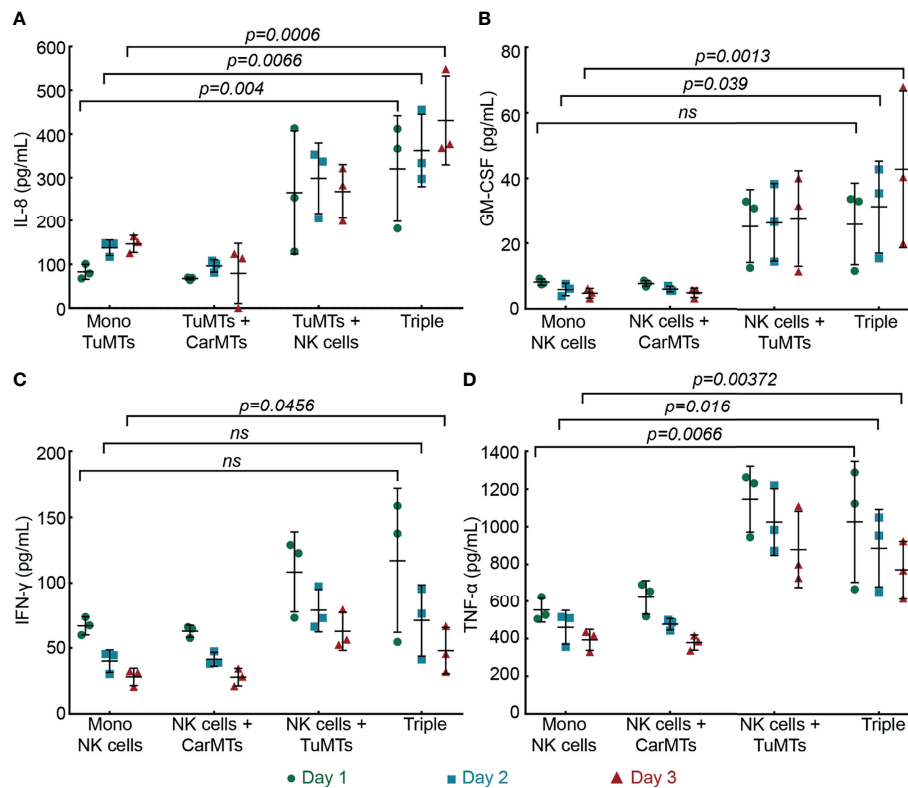 A
p=0.0006
p=0.0066
p=0.004
600
500
400
300
200
100
0
IL-8 (pg/mL)
Mono
TuMTs
TuMTs +
CarMTs
TuMTs +
NK cells
Triple
B
p=0.0013
p=0.039
ns
80
60
40
20
0
GM-CSF (pg/mL)
Mono
NK cells
NK cells +
CarMTs
NK cells +
TuMTs
Triple
C
p=0.0456
ns
ns
200
150
100
50
0
IFN-γ (pg/mL)
Mono
NK cells
NK cells +
CarMTs
NK cells +
TuMTs
Triple
D
p=0.00372
p=0.016
p=0.0066
1400
1200
1000
800
600
400
200
0
TNF-α (pg/mL)
Mono
NK cells
NK cells +
CarMTs
NK cells +
TuMTs
Triple
Day 1
Day 2
Day 3